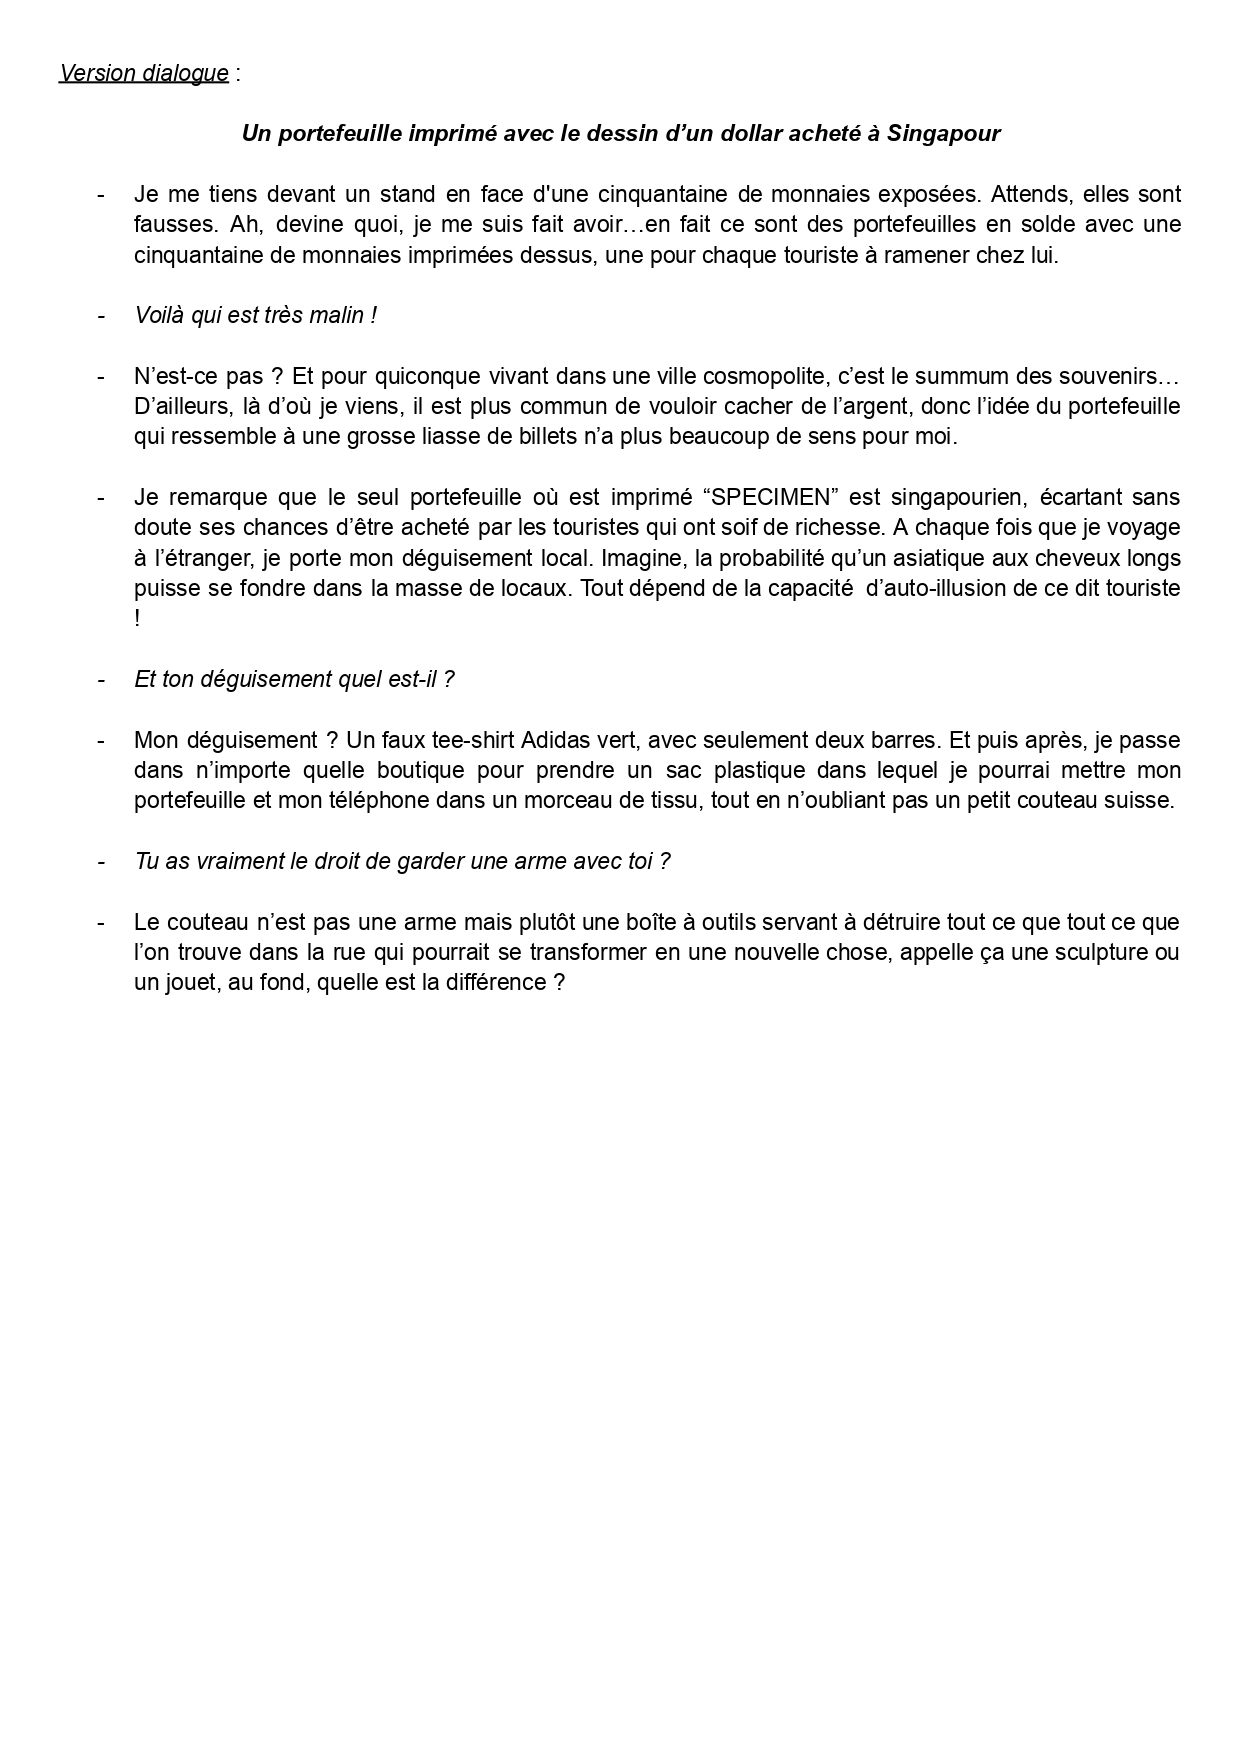 Version dialogue :
Un portefeuille imprimé avec le dessin d’un dollar acheté à Singapour
- Je me tiens devant un stand en face d'une cinquantaine de monnaies exposées. Attends, elles sont
fausses. Ah, devine quoi, je me suis fait avoir…en fait ce sont des portefeuilles en solde avec une
cinquantaine de monnaies imprimées dessus, une pour chaque touriste à ramener chez lui.
- Voilà qui est très malin !
- N’est-ce pas ? Et pour quiconque vivant dans une ville cosmopolite, c’est le summum des souvenirs…
D’ailleurs, là d’où je viens, il est plus commun de vouloir cacher de l’argent, donc l’idée du portefeuille
qui ressemble à une grosse liasse de billets n’a plus beaucoup de sens pour moi.
- Je remarque que le seul portefeuille où est imprimé “SPECIMEN” est singapourien, écartant sans
doute ses chances d’être acheté par les touristes qui ont soif de richesse. A chaque fois que je voyage
à l’étranger, je porte mon déguisement local. Imagine, la probabilité qu’un asiatique aux cheveux longs
puisse se fondre dans la masse de locaux. Tout dépend de la capacité  d’auto-illusion de ce dit touriste
!
- Et ton déguisement quel est-il ?
- Mon déguisement ? Un faux tee-shirt Adidas vert, avec seulement deux barres. Et puis après, je passe
dans n’importe quelle boutique pour prendre un sac plastique dans lequel je pourrai mettre mon
portefeuille et mon téléphone dans un morceau de tissu, tout en n’oubliant pas un petit couteau suisse.
- Tu as vraiment le droit de garder une arme avec toi ?
- Le couteau n’est pas une arme mais plutôt une boîte à outils servant à détruire tout ce que tout ce que
l’on trouve dans la rue qui pourrait se transformer en une nouvelle chose, appelle ça une sculpture ou
un jouet, au fond, quelle est la différence ?